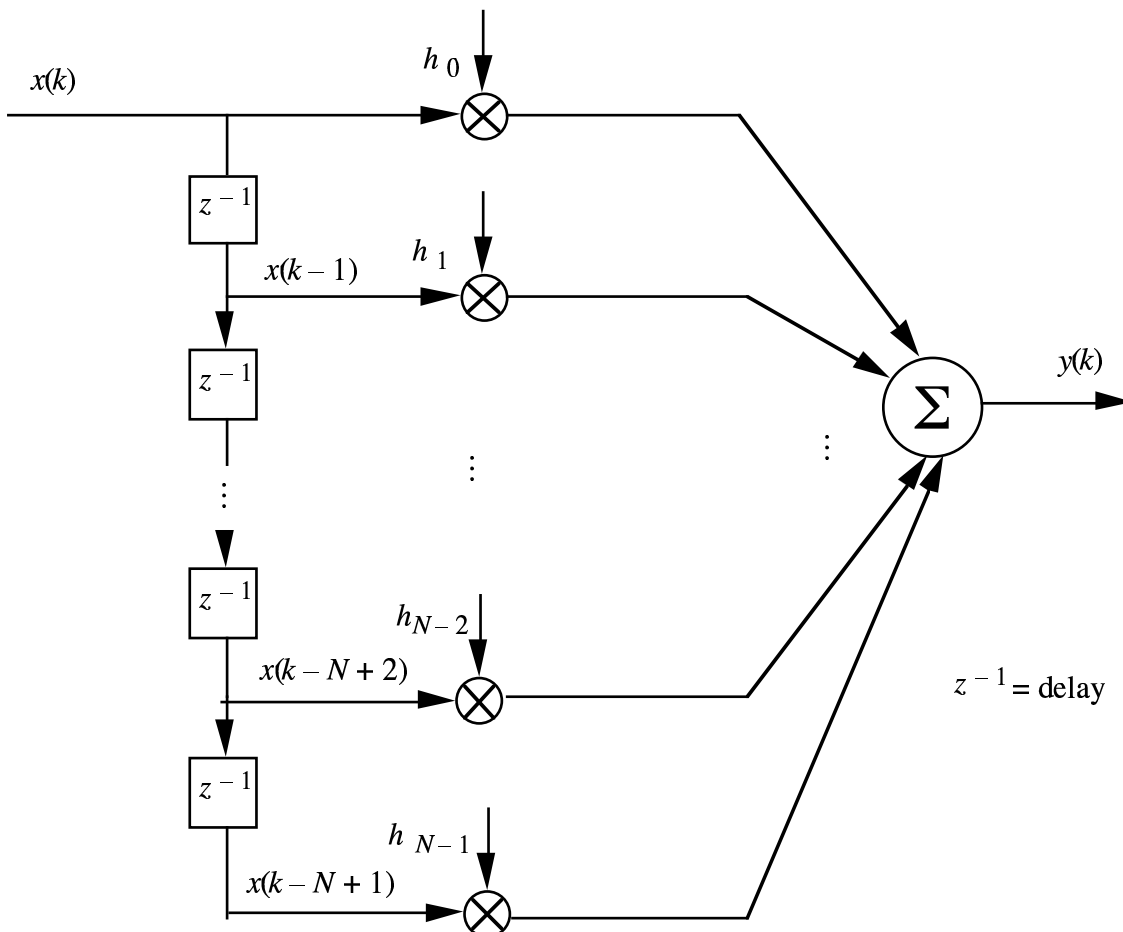 x(k)
h 0
z – 1
x(k – 1)
h 1
z – 1
y(k)
Σ
⋮
⋮
⋮
z – 1
h N – 2
x(k – N + 2)
z – 1 = delay
z – 1
h N – 1
x(k – N + 1)